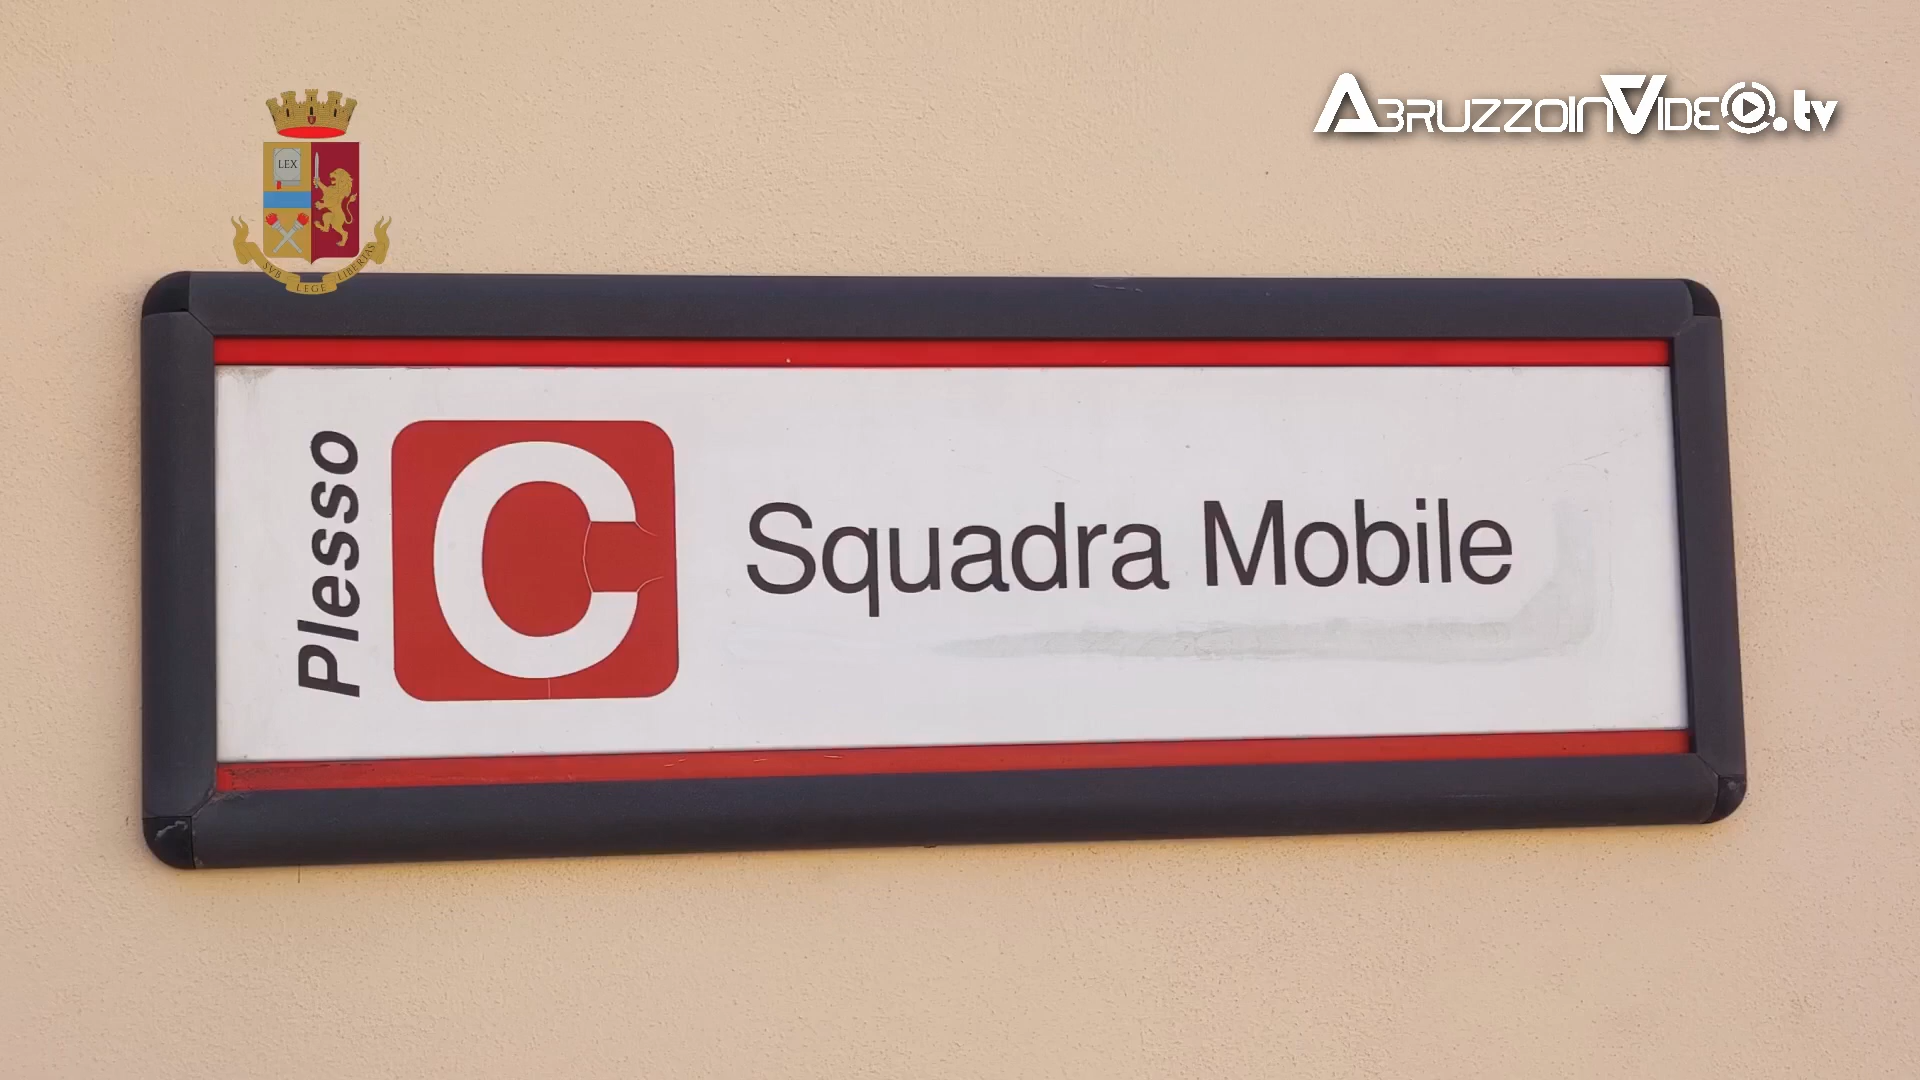 ABRUZZOINVIDEO.tv
LEX
SVB LEGE LIBERTAS
Plesso
C
Squadra Mobile